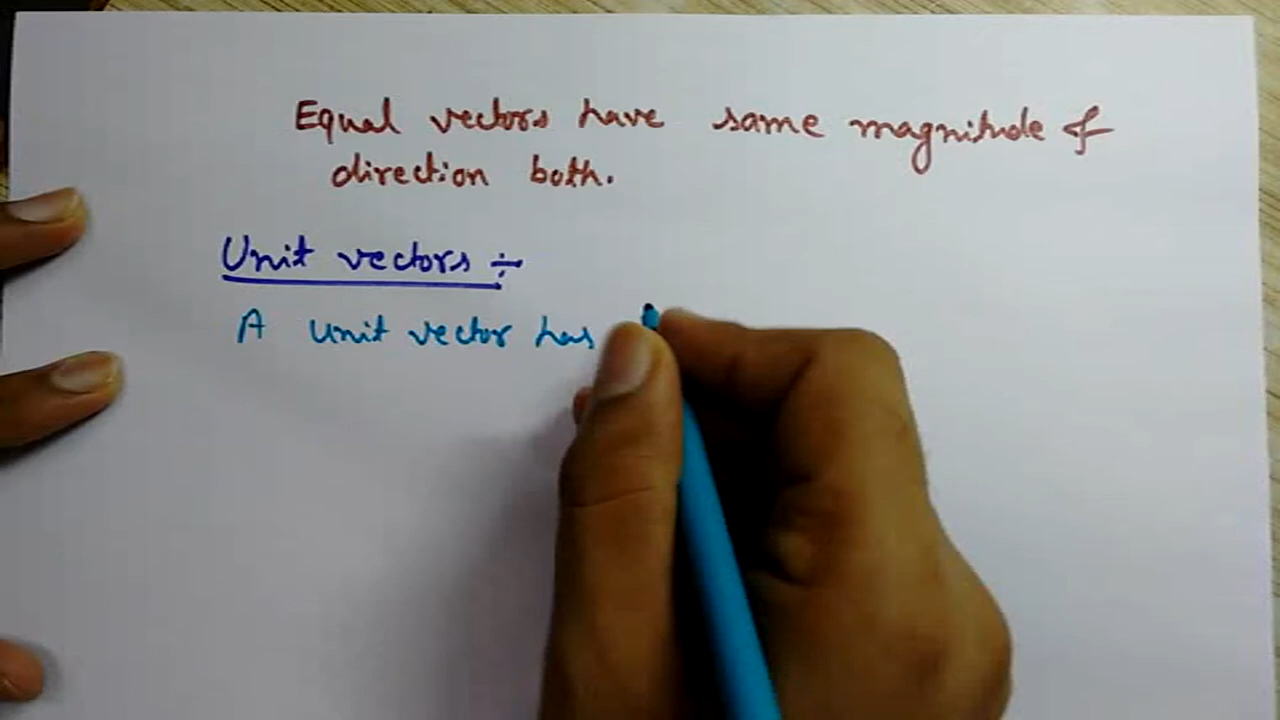 Equal vectors have same magnitude &
direction both.
Unit vectors ÷
A unit vector has